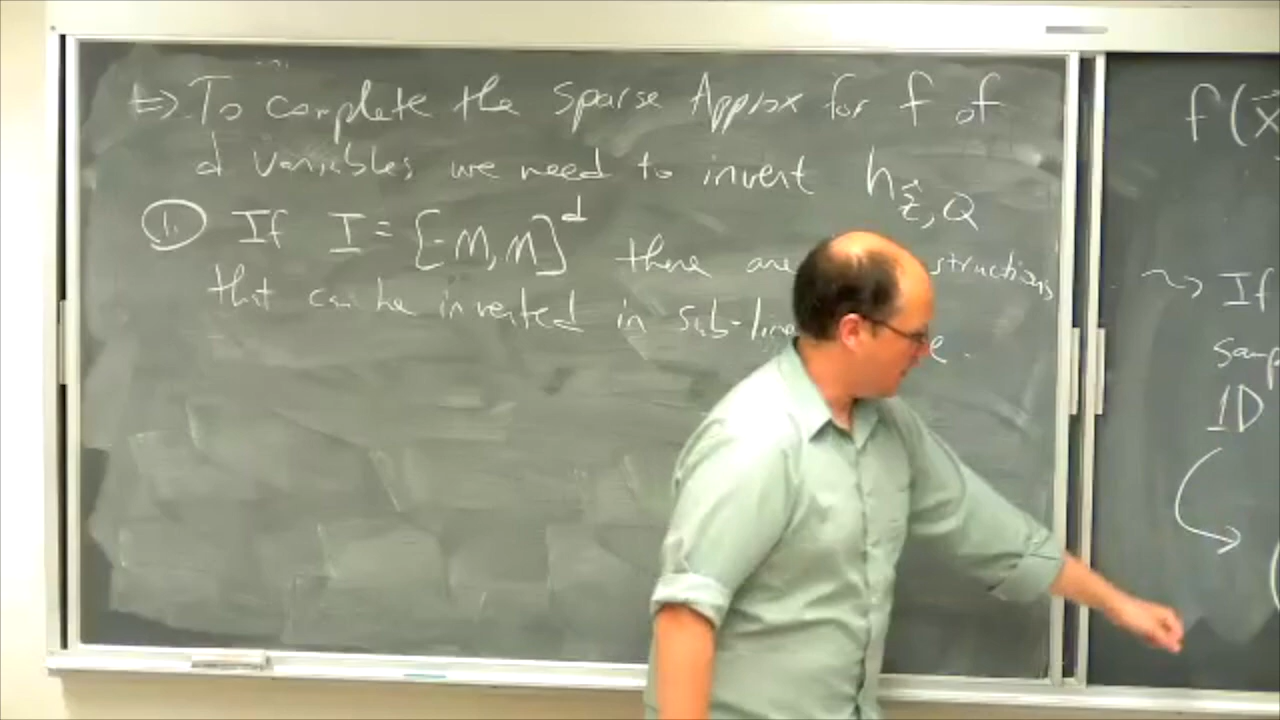 ⇒ To complete the Sparse Approx for f of
d variables we need to invert h_{\vec{z}, Q}
①. If I = [-M, M]^d there are structions
that can be inverted in sub-line e.
f(x
~> If
samp
1D
(